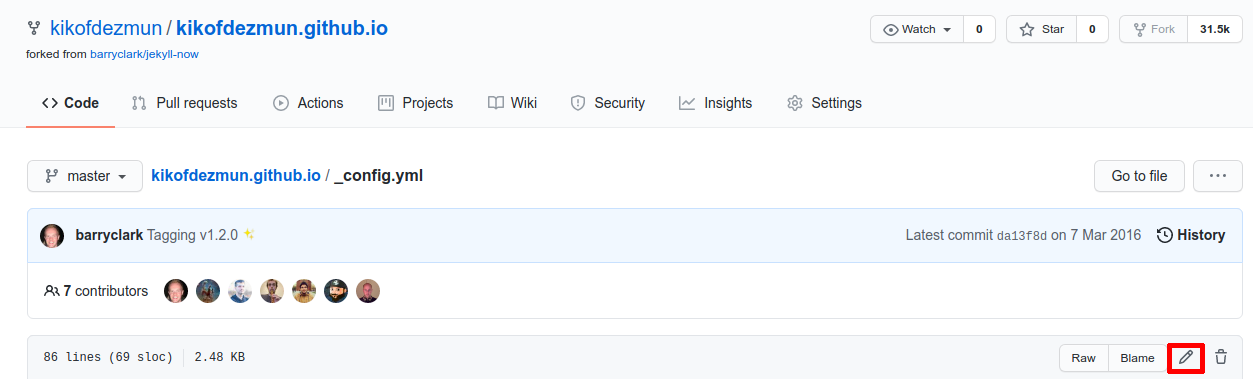 kikofdezmun / kikofdezmun.github.io
Watch 0 Star 0 Fork 31.5k
forked from barryclark/jekyll-now
Code Pull requests Actions Projects Wiki Security Insights Settings
master kikofdezmun.github.io / _config.yml Go to file ...
barryclark Tagging v1.2.0 Latest commit da13f8d on 7 Mar 2016 History
7 contributors
86 lines (69 sloc) 2.48 KB Raw Blame